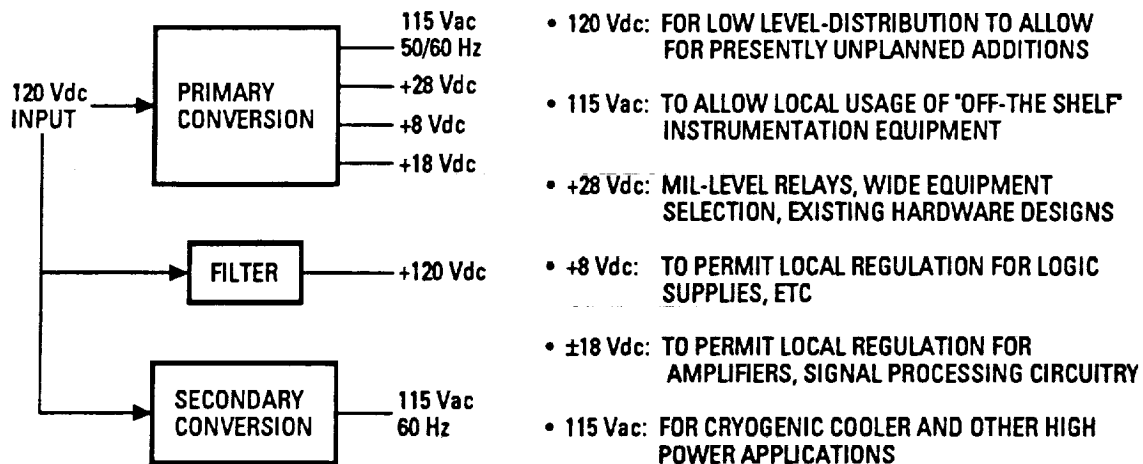 115 Vac
50/60 Hz
120 Vdc
INPUT
PRIMARY
CONVERSION
+28 Vdc
+8 Vdc
+18 Vdc
FILTER
+120 Vdc
SECONDARY
CONVERSION
115 Vac
60 Hz
• 120 Vdc: FOR LOW LEVEL-DISTRIBUTION TO ALLOW
FOR PRESENTLY UNPLANNED ADDITIONS
• 115 Vac: TO ALLOW LOCAL USAGE OF "OFF-THE SHELF"
INSTRUMENTATION EQUIPMENT
• +28 Vdc: MIL-LEVEL RELAYS, WIDE EQUIPMENT
SELECTION, EXISTING HARDWARE DESIGNS
• +8 Vdc: TO PERMIT LOCAL REGULATION FOR LOGIC
SUPPLIES, ETC
• ±18 Vdc: TO PERMIT LOCAL REGULATION FOR
AMPLIFIERS, SIGNAL PROCESSING CIRCUITRY
• 115 Vac: FOR CRYOGENIC COOLER AND OTHER HIGH
POWER APPLICATIONS